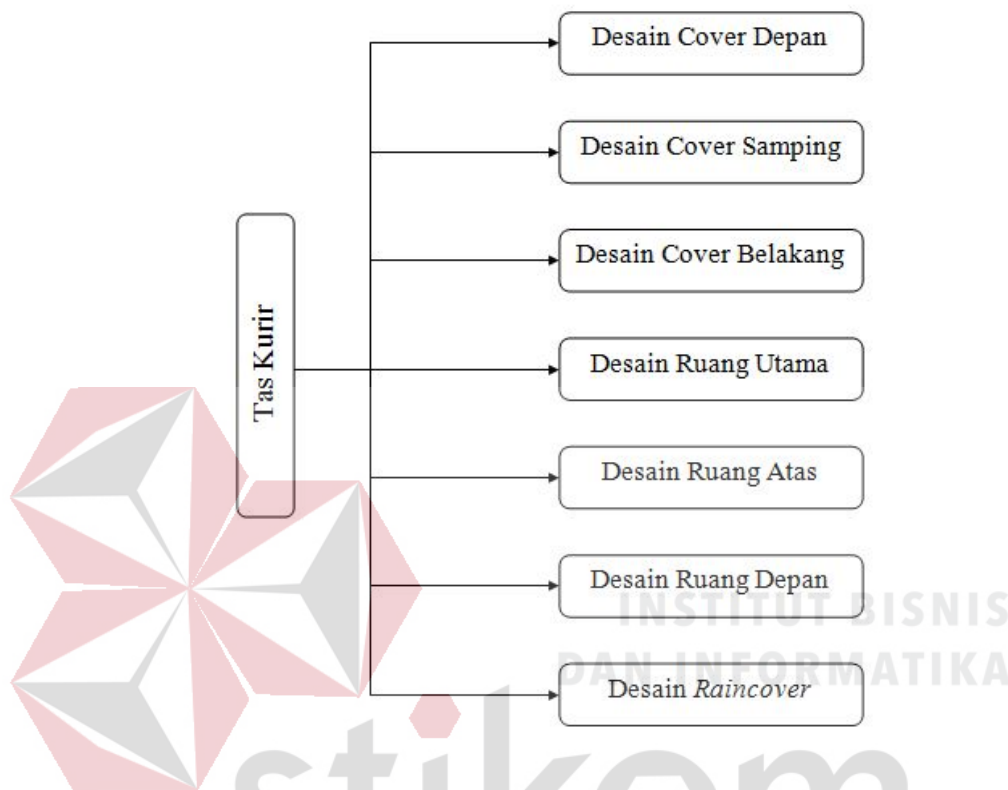 Desain Cover Depan
Desain Cover Samping
Desain Cover Belakang
Tas Kurir
Desain Ruang Utama
Desain Ruang Atas
Desain Ruang Depan
INSTITUT BISNIS
DAN INFORMATIKA
Desain Raincover
stikom